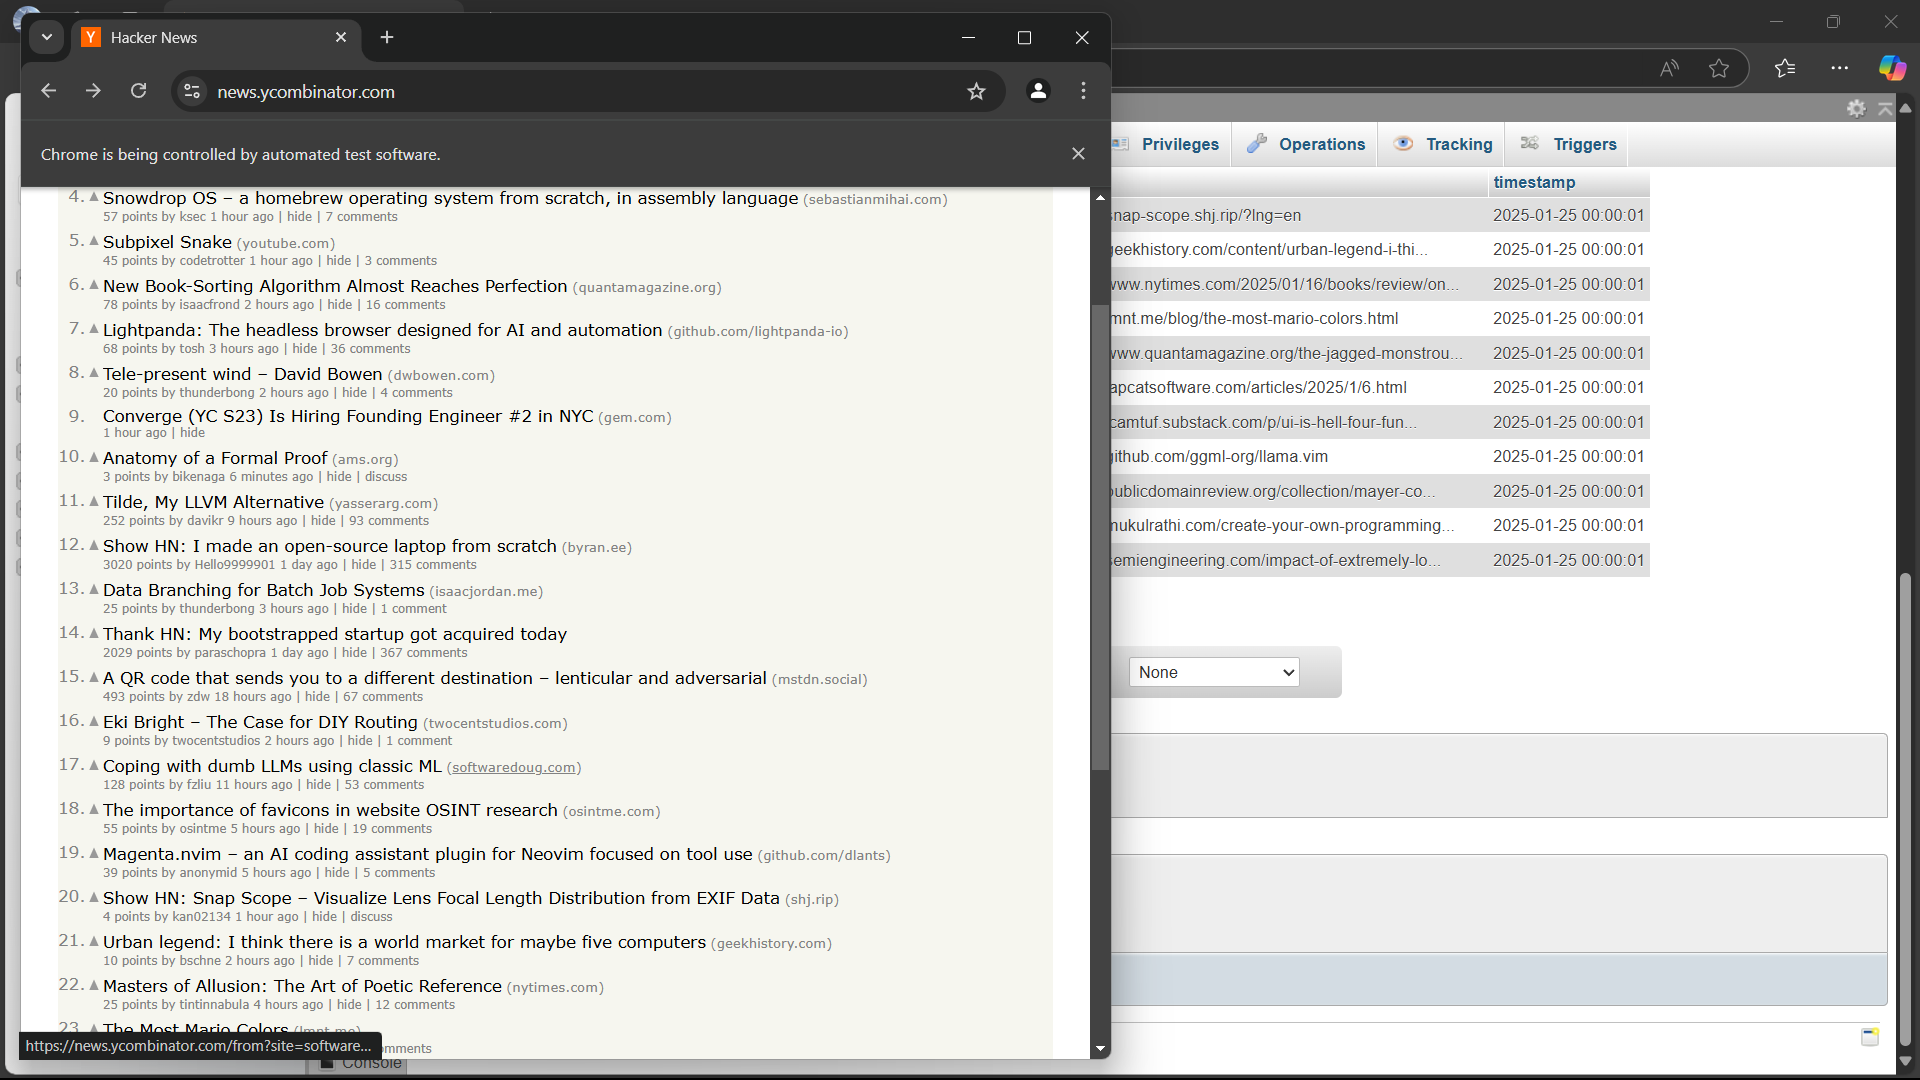 Hacker News
news.ycombinator.com
Chrome is being controlled by automated test software.
4. Snowdrop OS – a homebrew operating system from scratch, in assembly language (sebastianmihai.com)
57 points by ksec 1 hour ago | hide | 7 comments
5. Subpixel Snake (youtube.com)
45 points by codetrotter 1 hour ago | hide | 3 comments
6. New Book-Sorting Algorithm Almost Reaches Perfection (quantamagazine.org)
78 points by isaacfrond 2 hours ago | hide | 16 comments
7. Lightpanda: The headless browser designed for AI and automation (github.com/lightpanda-io)
68 points by tosh 3 hours ago | hide | 36 comments
8. Tele-present wind – David Bowen (dwbowen.com)
20 points by thunderbong 2 hours ago | hide | 4 comments
9. Converge (YC S23) Is Hiring Founding Engineer #2 in NYC (gem.com)
1 hour ago | hide
10. Anatomy of a Formal Proof (ams.org)
3 points by bikenaga 6 minutes ago | hide | discuss
11. Tilde, My LLVM Alternative (yasserarg.com)
252 points by davikr 9 hours ago | hide | 93 comments
12. Show HN: I made an open-source laptop from scratch (byran.ee)
3020 points by Hello9999901 1 day ago | hide | 315 comments
13. Data Branching for Batch Job Systems (isaacjordan.me)
25 points by thunderbong 3 hours ago | hide | 1 comment
14. Thank HN: My bootstrapped startup got acquired today
2029 points by paraschopra 1 day ago | hide | 367 comments
15. A QR code that sends you to a different destination – lenticular and adversarial (mstdn.social)
493 points by zdw 18 hours ago | hide | 67 comments
16. Eki Bright – The Case for DIY Routing (twocentstudios.com)
9 points by twocentstudios 2 hours ago | hide | 1 comment
17. Coping with dumb LLMs using classic ML (softwaredoug.com)
128 points by fzliu 11 hours ago | hide | 53 comments
18. The importance of favicons in website OSINT research (osintme.com)
55 points by osintme 5 hours ago | hide | 19 comments
19. Magenta.nvim – an AI coding assistant plugin for Neovim focused on tool use (github.com/dlants)
39 points by anonymid 5 hours ago | hide | 5 comments
20. Show HN: Snap Scope – Visualize Lens Focal Length Distribution from EXIF Data (shj.rip)
4 points by kan02134 1 hour ago | hide | discuss
21. Urban legend: I think there is a world market for maybe five computers (geekhistory.com)
10 points by bschne 2 hours ago | hide | 7 comments
22. Masters of Allusion: The Art of Poetic Reference (nytimes.com)
25 points by tintinnabula 4 hours ago | hide | 12 comments
23. The Most Mario Colors (lmnt.me)
https://news.ycombinator.com/from?site=software...
Console
Privileges Operations Tracking Triggers
timestamp
nap-scope.shj.rip/?lng=en 2025-01-25 00:00:01
eekhistory.com/content/urban-legend-i-thi... 2025-01-25 00:00:01
www.nytimes.com/2025/01/16/books/review/on... 2025-01-25 00:00:01
mnt.me/blog/the-most-mario-colors.html 2025-01-25 00:00:01
www.quantamagazine.org/the-jagged-monstrou... 2025-01-25 00:00:01
apcatsoftware.com/articles/2025/1/6.html 2025-01-25 00:00:01
camtuf.substack.com/p/ui-is-hell-four-fun... 2025-01-25 00:00:01
ithub.com/ggml-org/llama.vim 2025-01-25 00:00:01
ublicdomainreview.org/collection/mayer-co... 2025-01-25 00:00:01
mukulrathi.com/create-your-own-programming... 2025-01-25 00:00:01
emiengineering.com/impact-of-extremely-lo... 2025-01-25 00:00:01
None